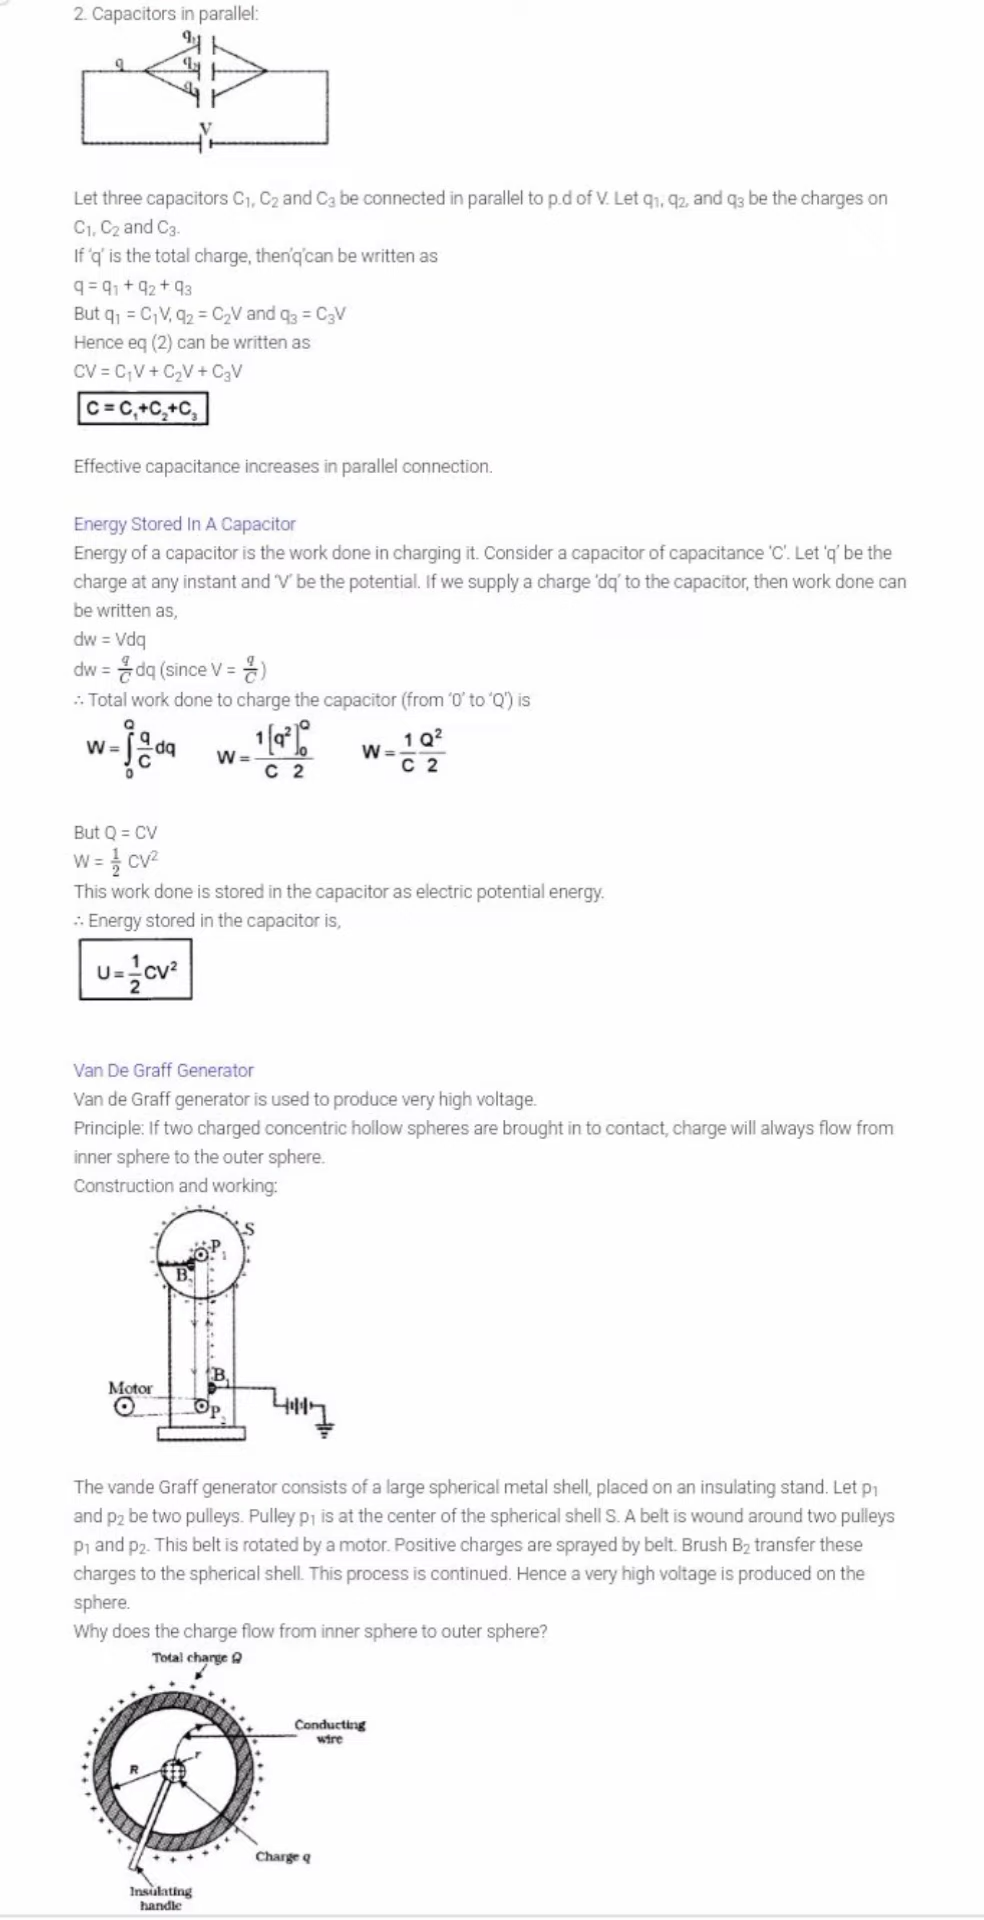 2. Capacitors in parallel:
q₁
q
q₂
q₃
V
Let three capacitors C₁, C₂ and C₃ be connected in parallel to p.d of V. Let q₁, q₂, and q₃ be the charges on
C₁, C₂ and C₃.
If 'q' is the total charge, then'q'can be written as
q = q₁ + q₂ + q₃
But q₁ = C₁V, q₂ = C₂V and q₃ = C₃V
Hence eq (2) can be written as
CV = C₁V + C₂V + C₃V
C = C₁+C₂+C₃
Effective capacitance increases in parallel connection.
Energy Stored In A Capacitor
Energy of a capacitor is the work done in charging it. Consider a capacitor of capacitance 'C'. Let 'q' be the
charge at any instant and 'V' be the potential. If we supply a charge 'dq' to the capacitor, then work done can
be written as,
dw = Vdq
dw = q/C dq (since V = q/C)
∴ Total work done to charge the capacitor (from '0' to 'Q') is
W = ∫₀^Q q/C dq W = 1/C [q²]₀^Q/2 W = 1/C Q²/2
But Q = CV
W = 1/2 CV²
This work done is stored in the capacitor as electric potential energy.
∴ Energy stored in the capacitor is,
U = 1/2 CV²
Van De Graff Generator
Van de Graff generator is used to produce very high voltage.
Principle: If two charged concentric hollow spheres are brought in to contact, charge will always flow from
inner sphere to the outer sphere.
Construction and working:
S
P₁
B₂
B₁
Motor
P₂
The vande Graff generator consists of a large spherical metal shell, placed on an insulating stand. Let p₁
and p₂ be two pulleys. Pulley p₁ is at the center of the spherical shell S. A belt is wound around two pulleys
p₁ and p₂. This belt is rotated by a motor. Positive charges are sprayed by belt. Brush B₂ transfer these
charges to the spherical shell. This process is continued. Hence a very high voltage is produced on the
sphere.
Why does the charge flow from inner sphere to outer sphere?
Total charge Q
Conducting
wire
r
R
Charge q
Insulating
handle